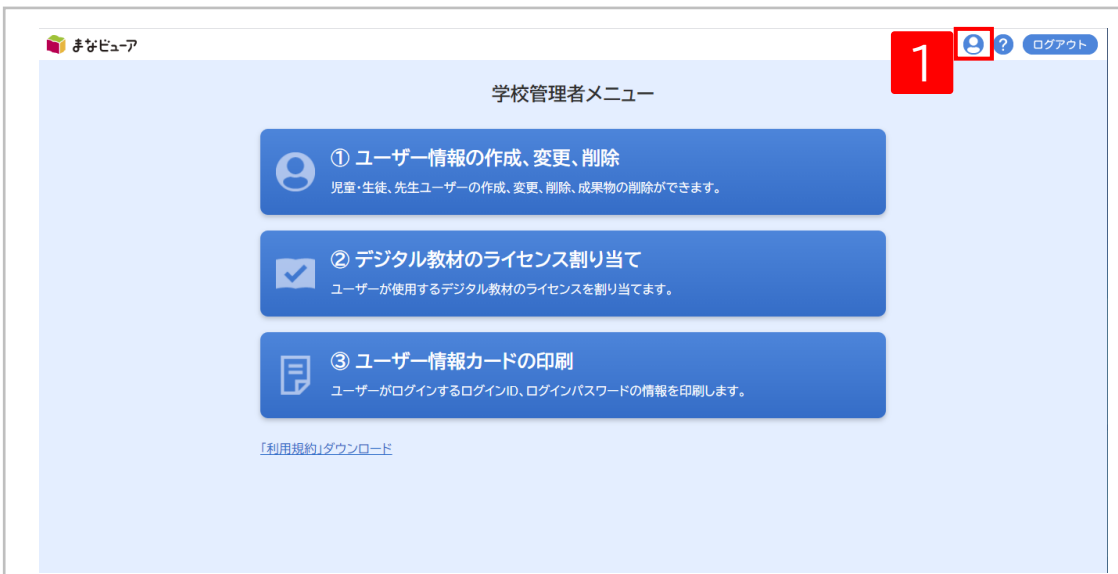 まなビューア
1
?
ログアウト
学校管理者メニュー
① ユーザー情報の作成、変更、削除
児童・生徒、先生ユーザーの作成、変更、削除、成果物の削除ができます。
② デジタル教材のライセンス割り当て
ユーザーが使用するデジタル教材のライセンスを割り当てます。
③ ユーザー情報カードの印刷
ユーザーがログインするログインID、ログインパスワードの情報を印刷します。
「利用規約」ダウンロード